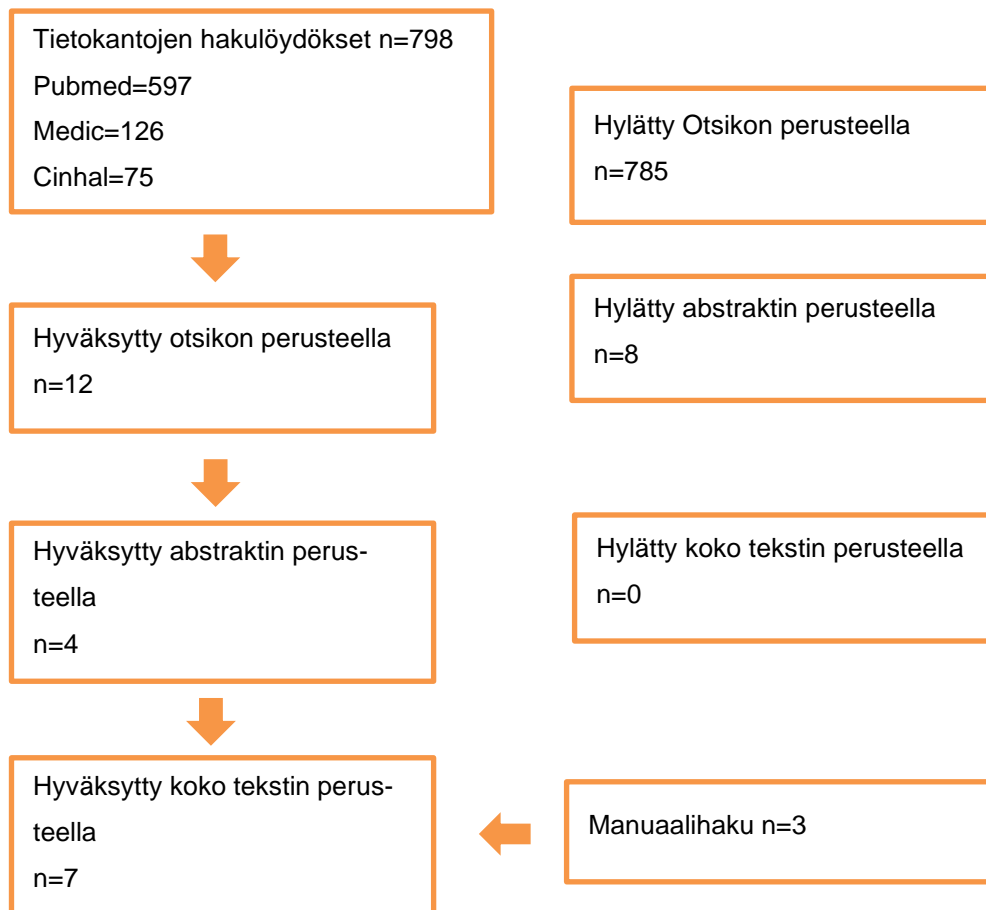 Tietokantojen hakulöydökset n=798
Pubmed=597
Medic=126
Cinhal=75
Hylätty Otsikon perusteella
n=785
Hyväksytty otsikon perusteella
n=12
Hylätty abstraktin perusteella
n=8
Hyväksytty abstraktin perus-
teella
n=4
Hylätty koko tekstin perusteella
n=0
Hyväksytty koko tekstin perus-
teella
n=7
Manuaalihaku n=3